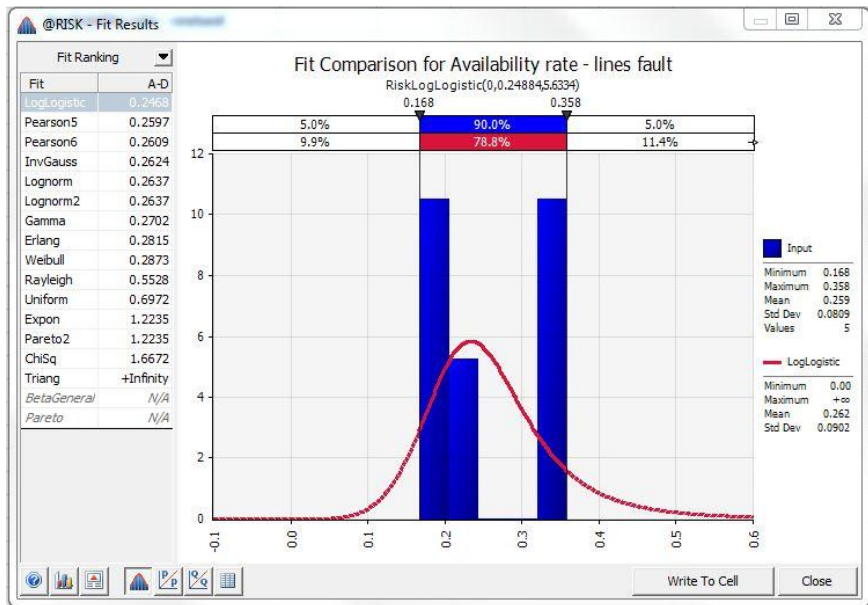 @RISK - Fit Results
Fit Ranking
Fit A-D
LogLogistic 0.2468
Pearson5 0.2597
Pearson6 0.2609
InvGauss 0.2624
Lognorm 0.2637
Lognorm2 0.2637
Gamma 0.2702
Erlang 0.2815
Weibull 0.2873
Rayleigh 0.5528
Uniform 0.6972
Expon 1.2235
Pareto2 1.2235
ChiSq 1.6672
Triang +Infinity
BetaGeneral N/A
Pareto N/A
Fit Comparison for Availability rate - lines fault
RiskLogLogistic(0,0.24884,5.6334)
0.168 0.358
5.0% 90.0% 5.0%
9.9% 78.8% 11.4%
12
10
8
6
4
2
0
-0.1 0.0 0.1 0.2 0.3 0.4 0.5 0.6
Input
Minimum 0.168
Maximum 0.358
Mean 0.259
Std Dev 0.0809
Values 5
LogLogistic
Minimum 0.00
Maximum +∞
Mean 0.262
Std Dev 0.0902
P/P Q/Q
Write To Cell Close